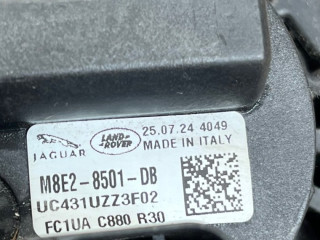 JAGUAR
LAND-
ROVER
25.07.24 4049
MADE IN ITALY
M8E2-8501-DB
UC431UZZ3F02
FC1UA C880 R30